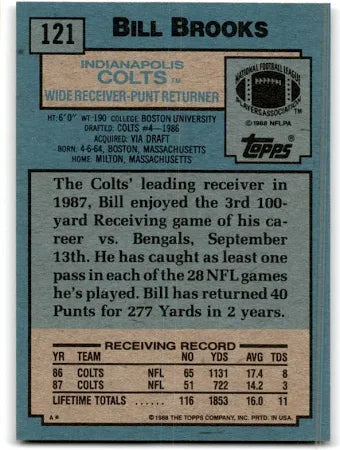 121
BILL BROOKS
INDIANAPOLIS
COLTS TM
WIDE RECEIVER-PUNT RETURNER
NATIONAL FOOTBALL LEAGUE
PLAYERS ASSOCIATION
© 1988 NFLPA
Topps
HT: 6'0" WT: 190 COLLEGE: BOSTON UNIVERSITY
DRAFTED: COLTS #4—1986
ACQUIRED: VIA DRAFT
BORN: 4-6-64, BOSTON, MASSACHUSETTS
HOME: MILTON, MASSACHUSETTS
The Colts' leading receiver in
1987, Bill enjoyed the 3rd 100-
yard Receiving game of his ca-
reer vs. Bengals, September
13th. He has caught as least one
pass in each of the 28 NFL games
he's played. Bill has returned 40
Punts for 277 Yards in 2 years.
RECEIVING RECORD
YR TEAM NO YDS AVG TDS
86 COLTS NFL 65 1131 17.4 8
87 COLTS NFL 51 722 14.2 3
LIFETIME TOTALS ...... 116 1853 16.0 11
A* © 1988 THE TOPPS COMPANY, INC. PRTD. IN USA.